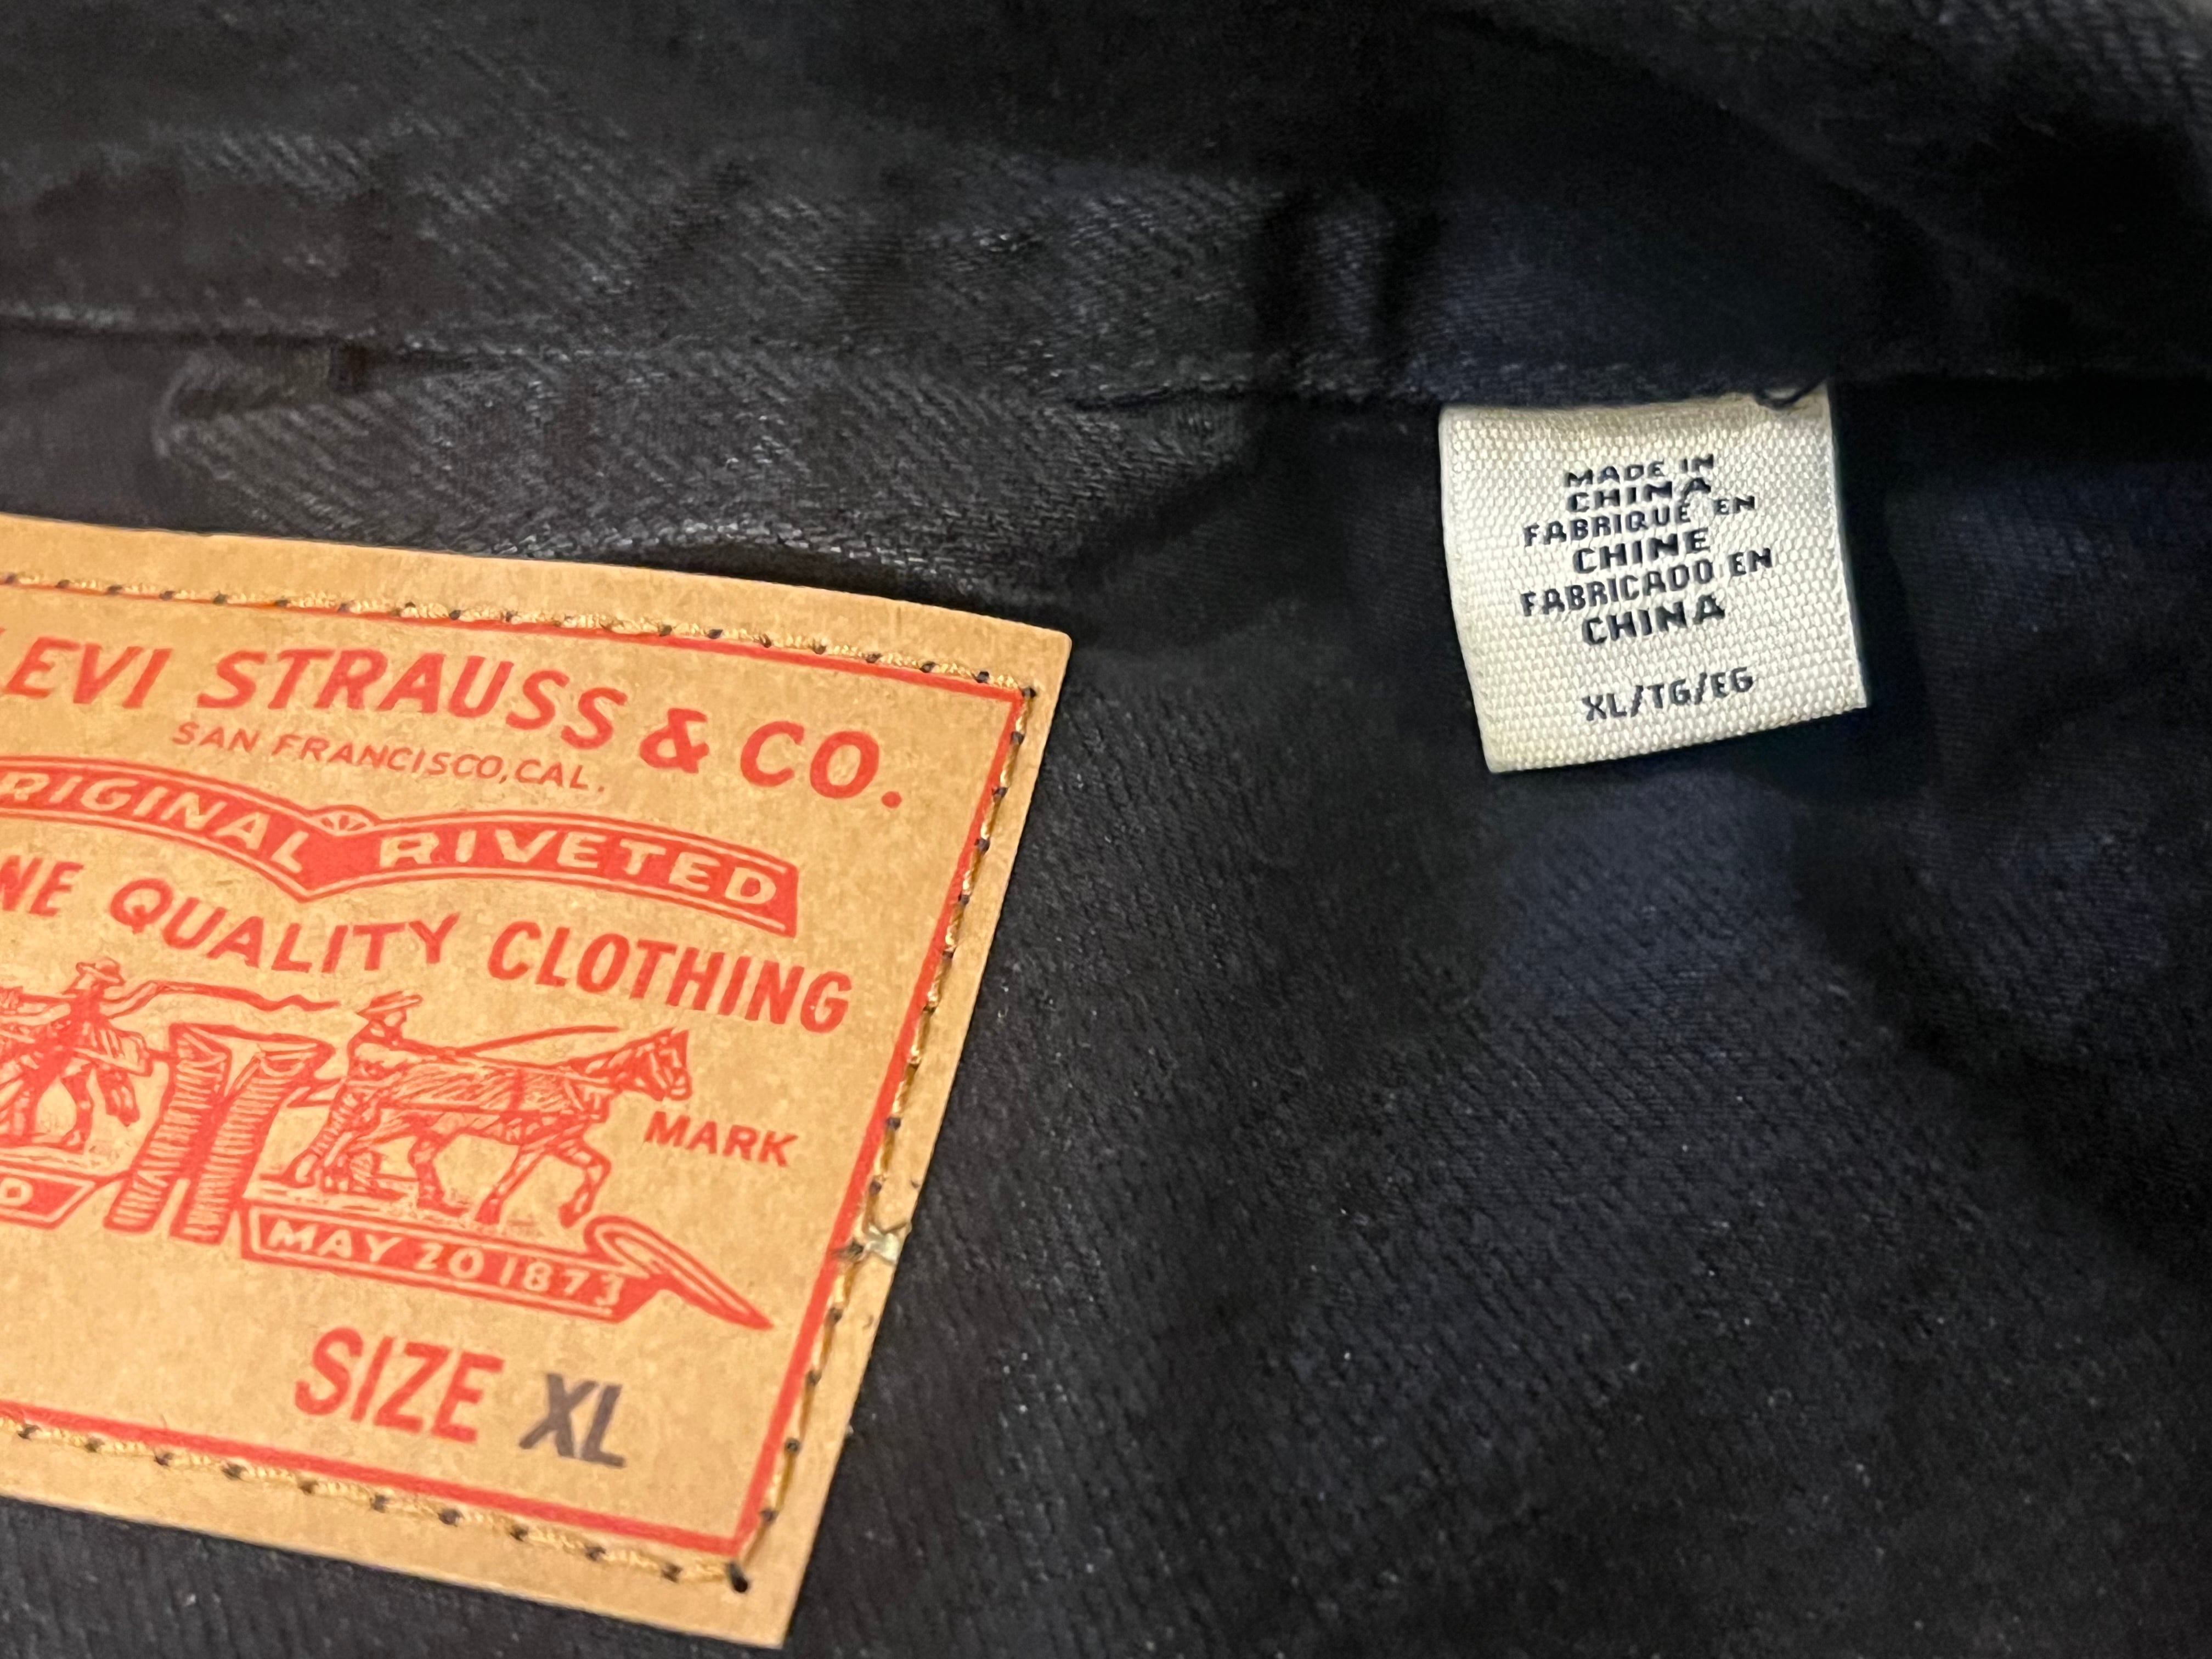 LEVI STRAUSS & CO.
SAN FRANCISCO, CAL.
RIGINAL RIVETED
NE QUALITY CLOTHING
MARK
D
MAY 20 1873
SIZE XL
MADE IN
CHINA
FABRIQUÉ EN
CHINE
FABRICADO EN
CHINA
XL/TG/EG